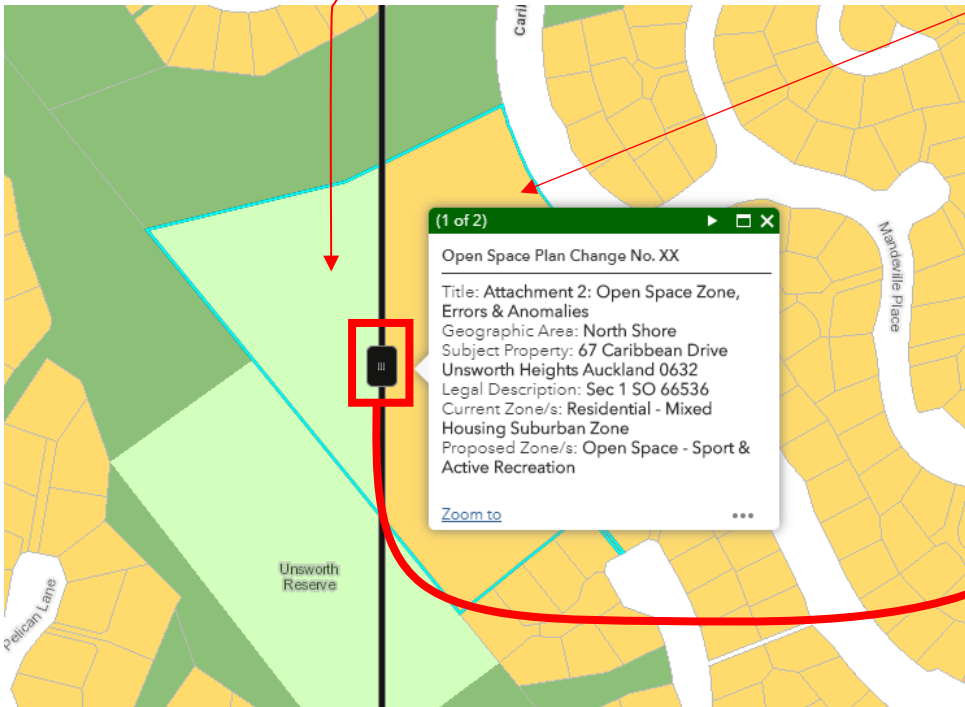 Cari
(1 of 2)
Open Space Plan Change No. XX
Title: Attachment 2: Open Space Zone,
Errors & Anomalies
Geographic Area: North Shore
Subject Property: 67 Caribbean Drive
Unsworth Heights Auckland 0632
Legal Description: Sec 1 SO 66536
Current Zone/s: Residential - Mixed
Housing Suburban Zone
Proposed Zone/s: Open Space - Sport &
Active Recreation
Zoom to
Mandeville Place
Unsworth
Reserve
Pelican Lane